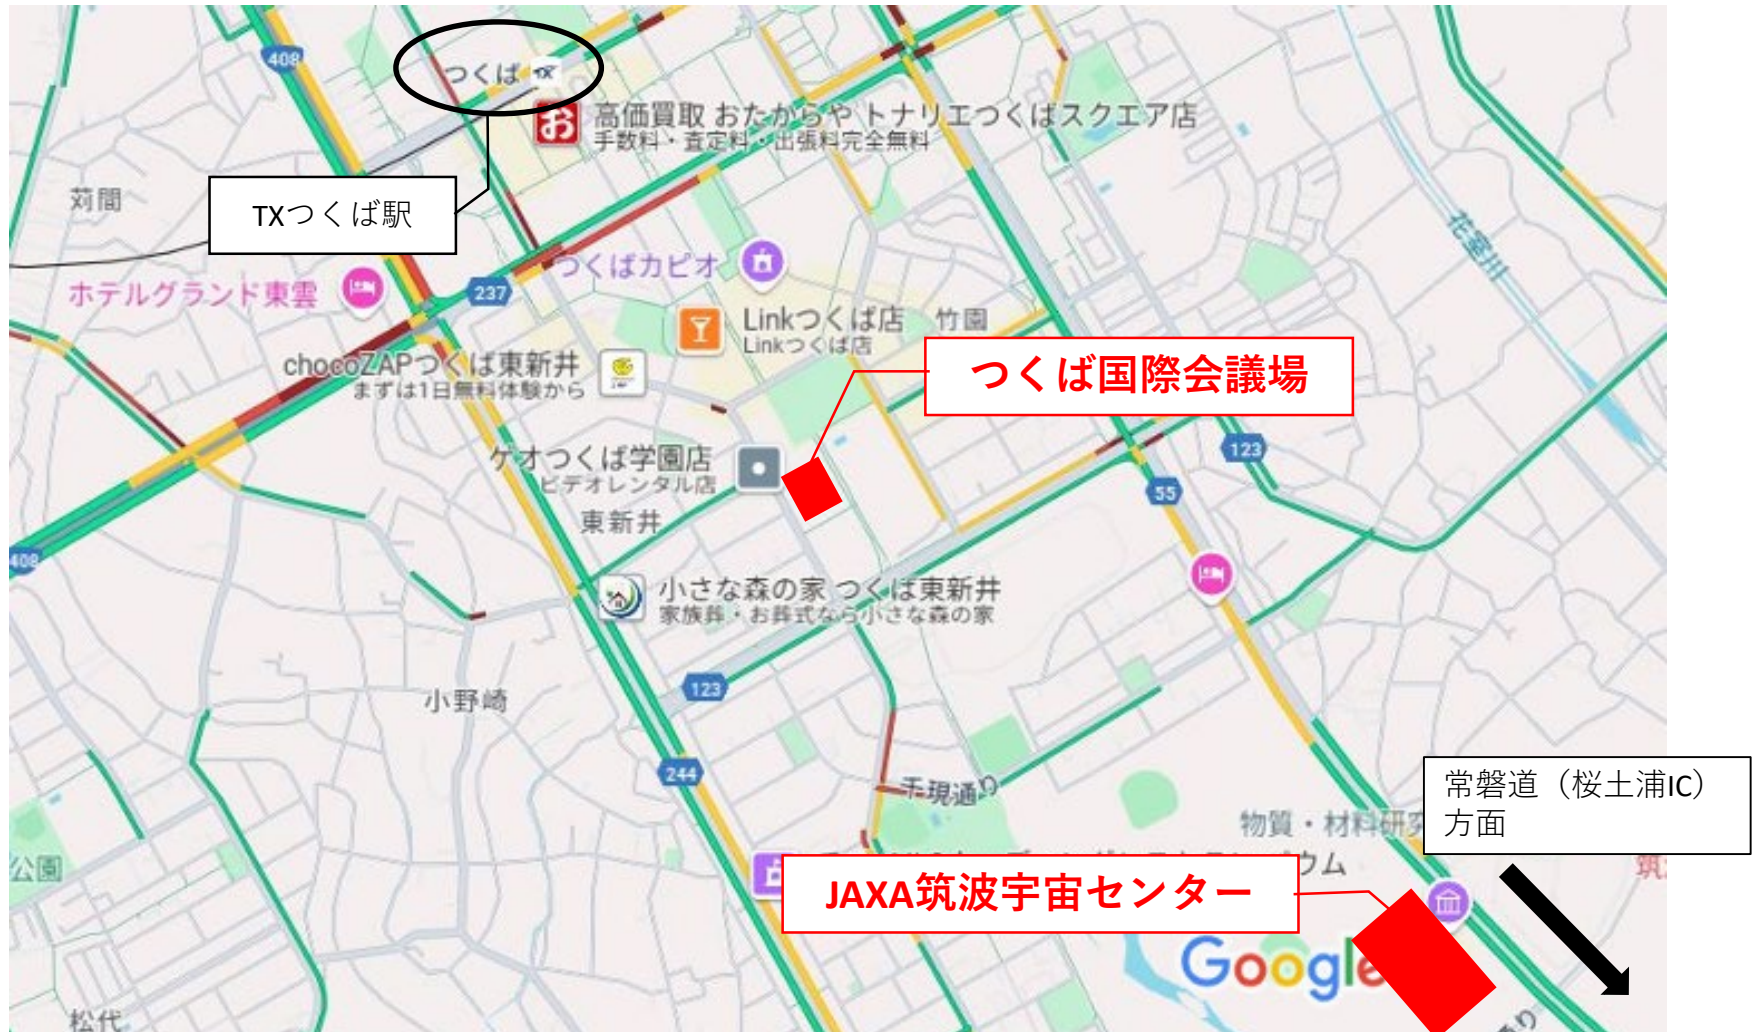 408
つくば
高価買取 おたからや トナリエつくばスクエア店
手数料・査定料・出張料完全無料
苅間
TXつくば駅
花室川
つくばカピオ
ホテルグランド東雲
237
Linkつくば店
Linkつくば店
竹園
chocoZAPつくば東新井
まずは1日無料体験から
つくば国際会議場
ゲオつくば学園店
ビデオレンタル店
123
55
東新井
408
小さな森の家 つくば東新井
家族葬・お葬式なら小さな森の家
123
小野崎
244
千現通り
常磐道（桜土浦IC）
方面
物質・材料研究
公園
ウム
筑
JAXA筑波宇宙センター
Google
松代
通り